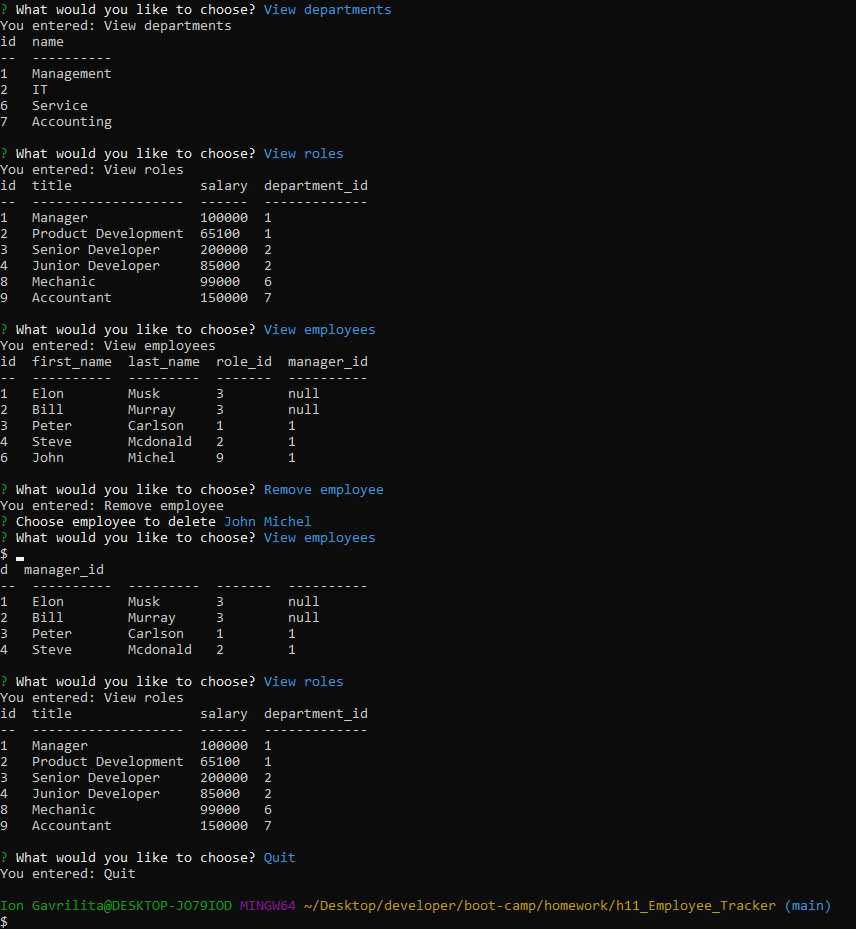 ? What would you like to choose? View departments
You entered: View departments
id  name
--  ----------
1   Management
2   IT
6   Service
7   Accounting
? What would you like to choose? View roles
You entered: View roles
id  title                salary  department_id
--  -------------------  ------  -------------
1   Manager              100000  1
2   Product Development  65100   1
3   Senior Developer     200000  2
4   Junior Developer     85000   2
8   Mechanic             99000   6
9   Accountant           150000  7
? What would you like to choose? View employees
You entered: View employees
id  first_name  last_name  role_id  manager_id
--  ----------  ---------  -------  ----------
1   Elon        Musk       3        null
2   Bill        Murray     3        null
3   Peter       Carlson    1        1
4   Steve       Mcdonald   2        1
6   John        Michel     9        1
? What would you like to choose? Remove employee
You entered: Remove employee
? Choose employee to delete John Michel
? What would you like to choose? View employees
$
d  manager_id
--  ----------  ---------  -------  ----------
1   Elon        Musk       3        null
2   Bill        Murray     3        null
3   Peter       Carlson    1        1
4   Steve       Mcdonald   2        1
? What would you like to choose? View roles
You entered: View roles
id  title                salary  department_id
--  -------------------  ------  -------------
1   Manager              100000  1
2   Product Development  65100   1
3   Senior Developer     200000  2
4   Junior Developer     85000   2
8   Mechanic             99000   6
9   Accountant           150000  7
? What would you like to choose? Quit
You entered: Quit
Ion Gavrilita@DESKTOP-JO79IOD MINGW64 ~/Desktop/developer/boot-camp/homework/h11_Employee_Tracker (main)
$